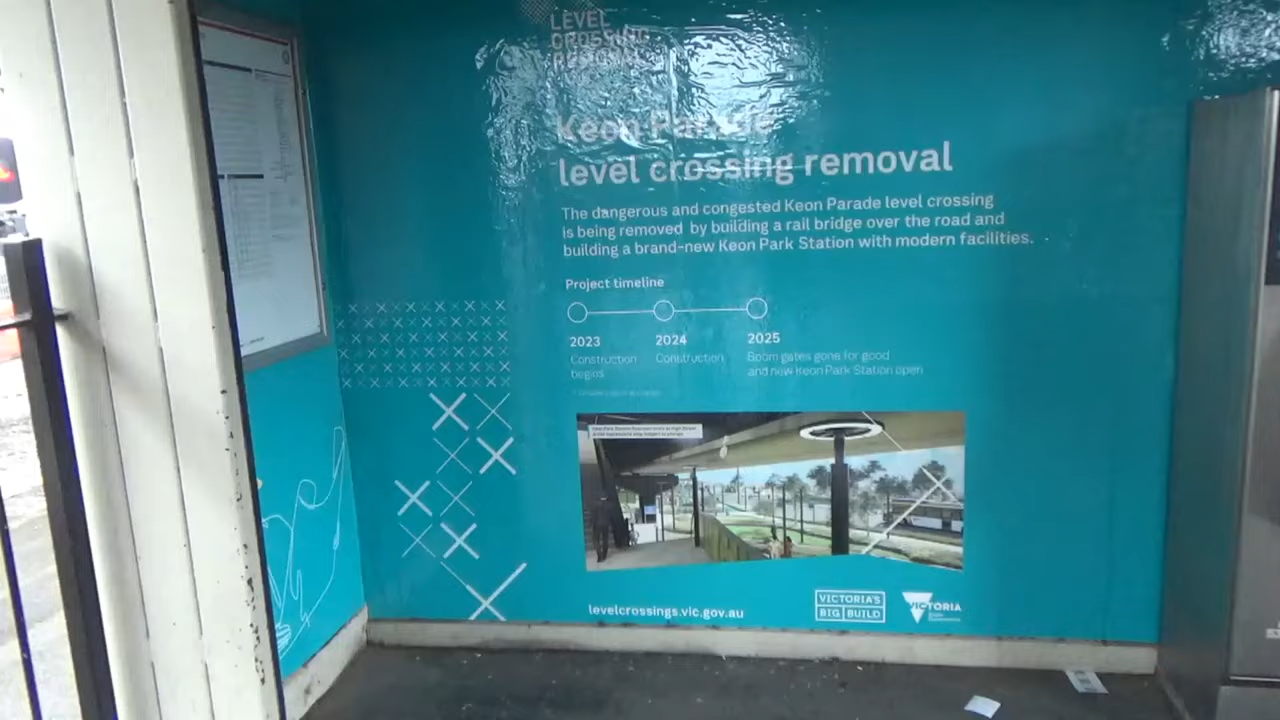 LEVEL
CROSSING
REMOVAL
Keon Parade
level crossing removal
The dangerous and congested Keon Parade level crossing
is being removed by building a rail bridge over the road and
building a brand-new Keon Park Station with modern facilities.
Project timeline
2023
Construction
begins
2024
Construction
2025
Boom gates gone for good
and new Keon Park Station open
levelcrossings.vic.gov.au
VICTORIA'S
BIG BUILD
VICTORIA
State
Government